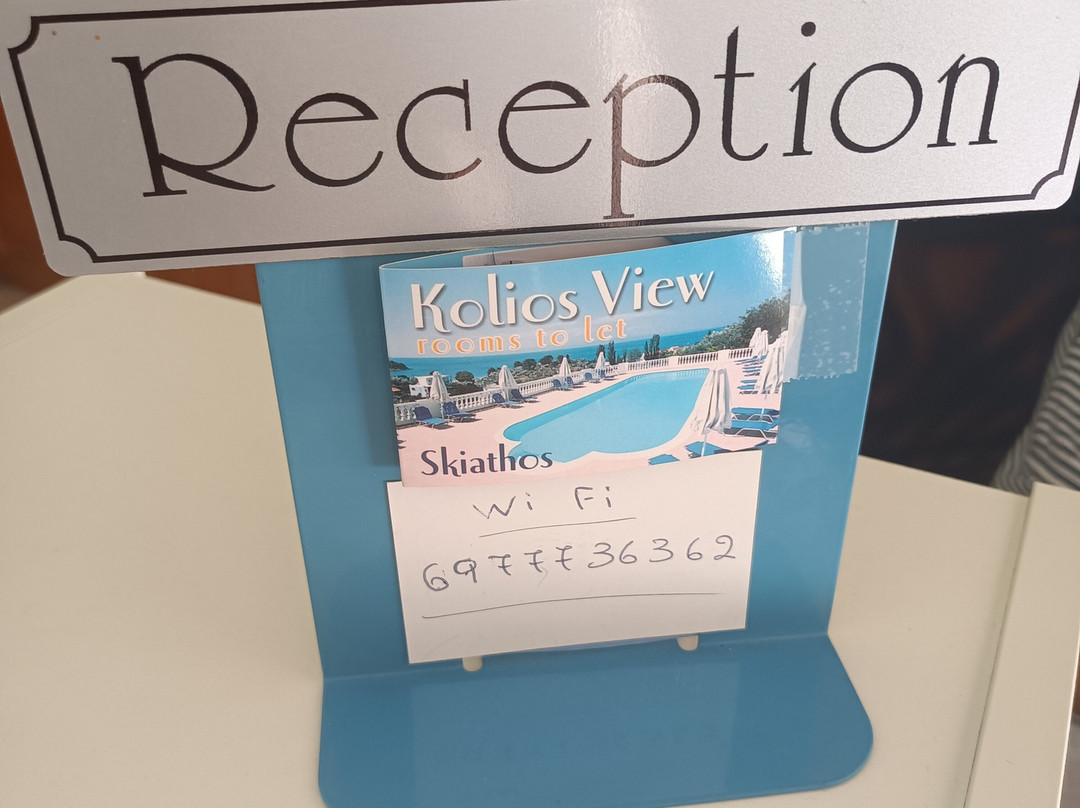 Reception
Kolios View
rooms to let
Skiathos
Wi Fi
6977736362